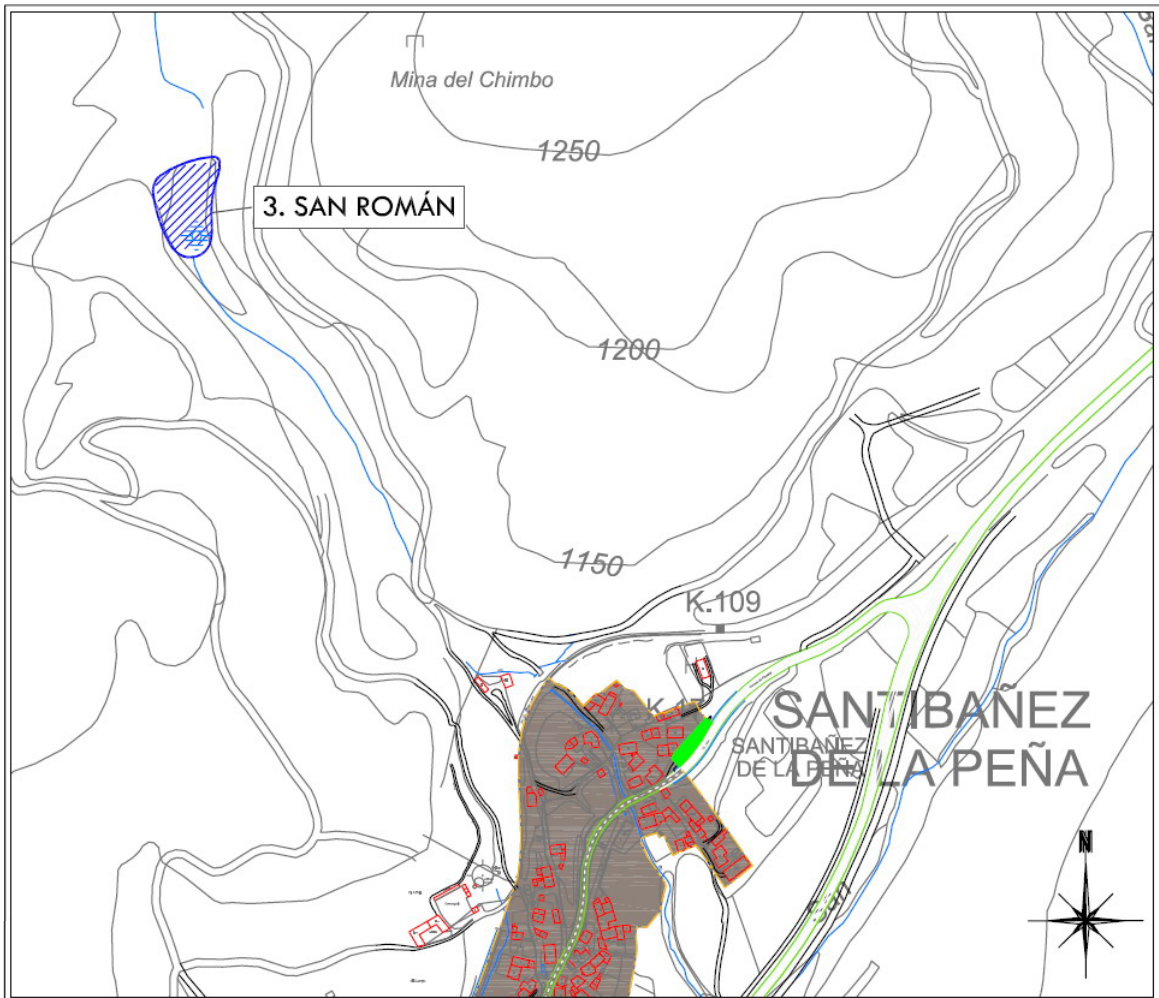 Mina del Chimbo
1250
3. SAN ROMÁN
1200
1150
K.109
SANTIBAÑEZ
DE LA PEÑA
SANTIBAÑEZ
DE LA PEÑA
N